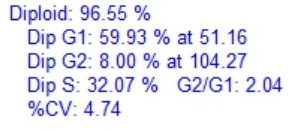 Diploid: 96.55 %
Dip G1: 59.93 % at 51.16
Dip G2: 8.00 % at 104.27
Dip S: 32.07 % G2/G1: 2.04
%CV: 4.74